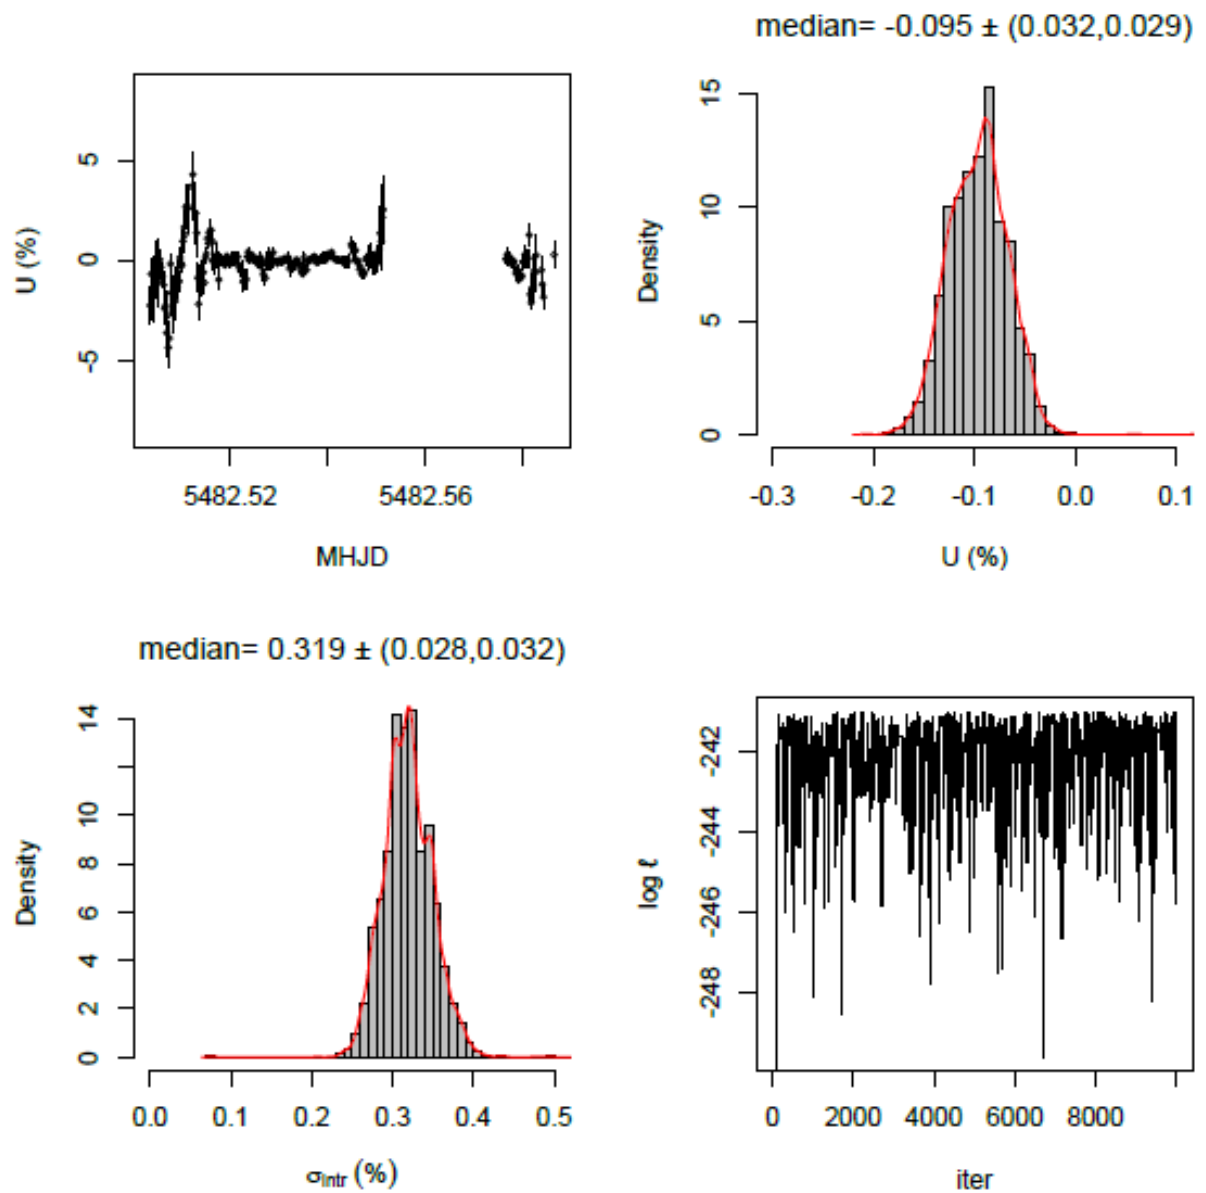 median= -0.095 ± (0.032,0.029)
5
0
-5
U (%)
5482.52 5482.56
MHJD
15
10
5
0
Density
-0.3 -0.2 -0.1 0.0 0.1
U (%)
median= 0.319 ± (0.028,0.032)
14
10
8
6
4
2
0
Density
0.0 0.1 0.2 0.3 0.4 0.5
σintr (%)
-242
-244
-246
-248
log ℓ
0 2000 4000 6000 8000
iter